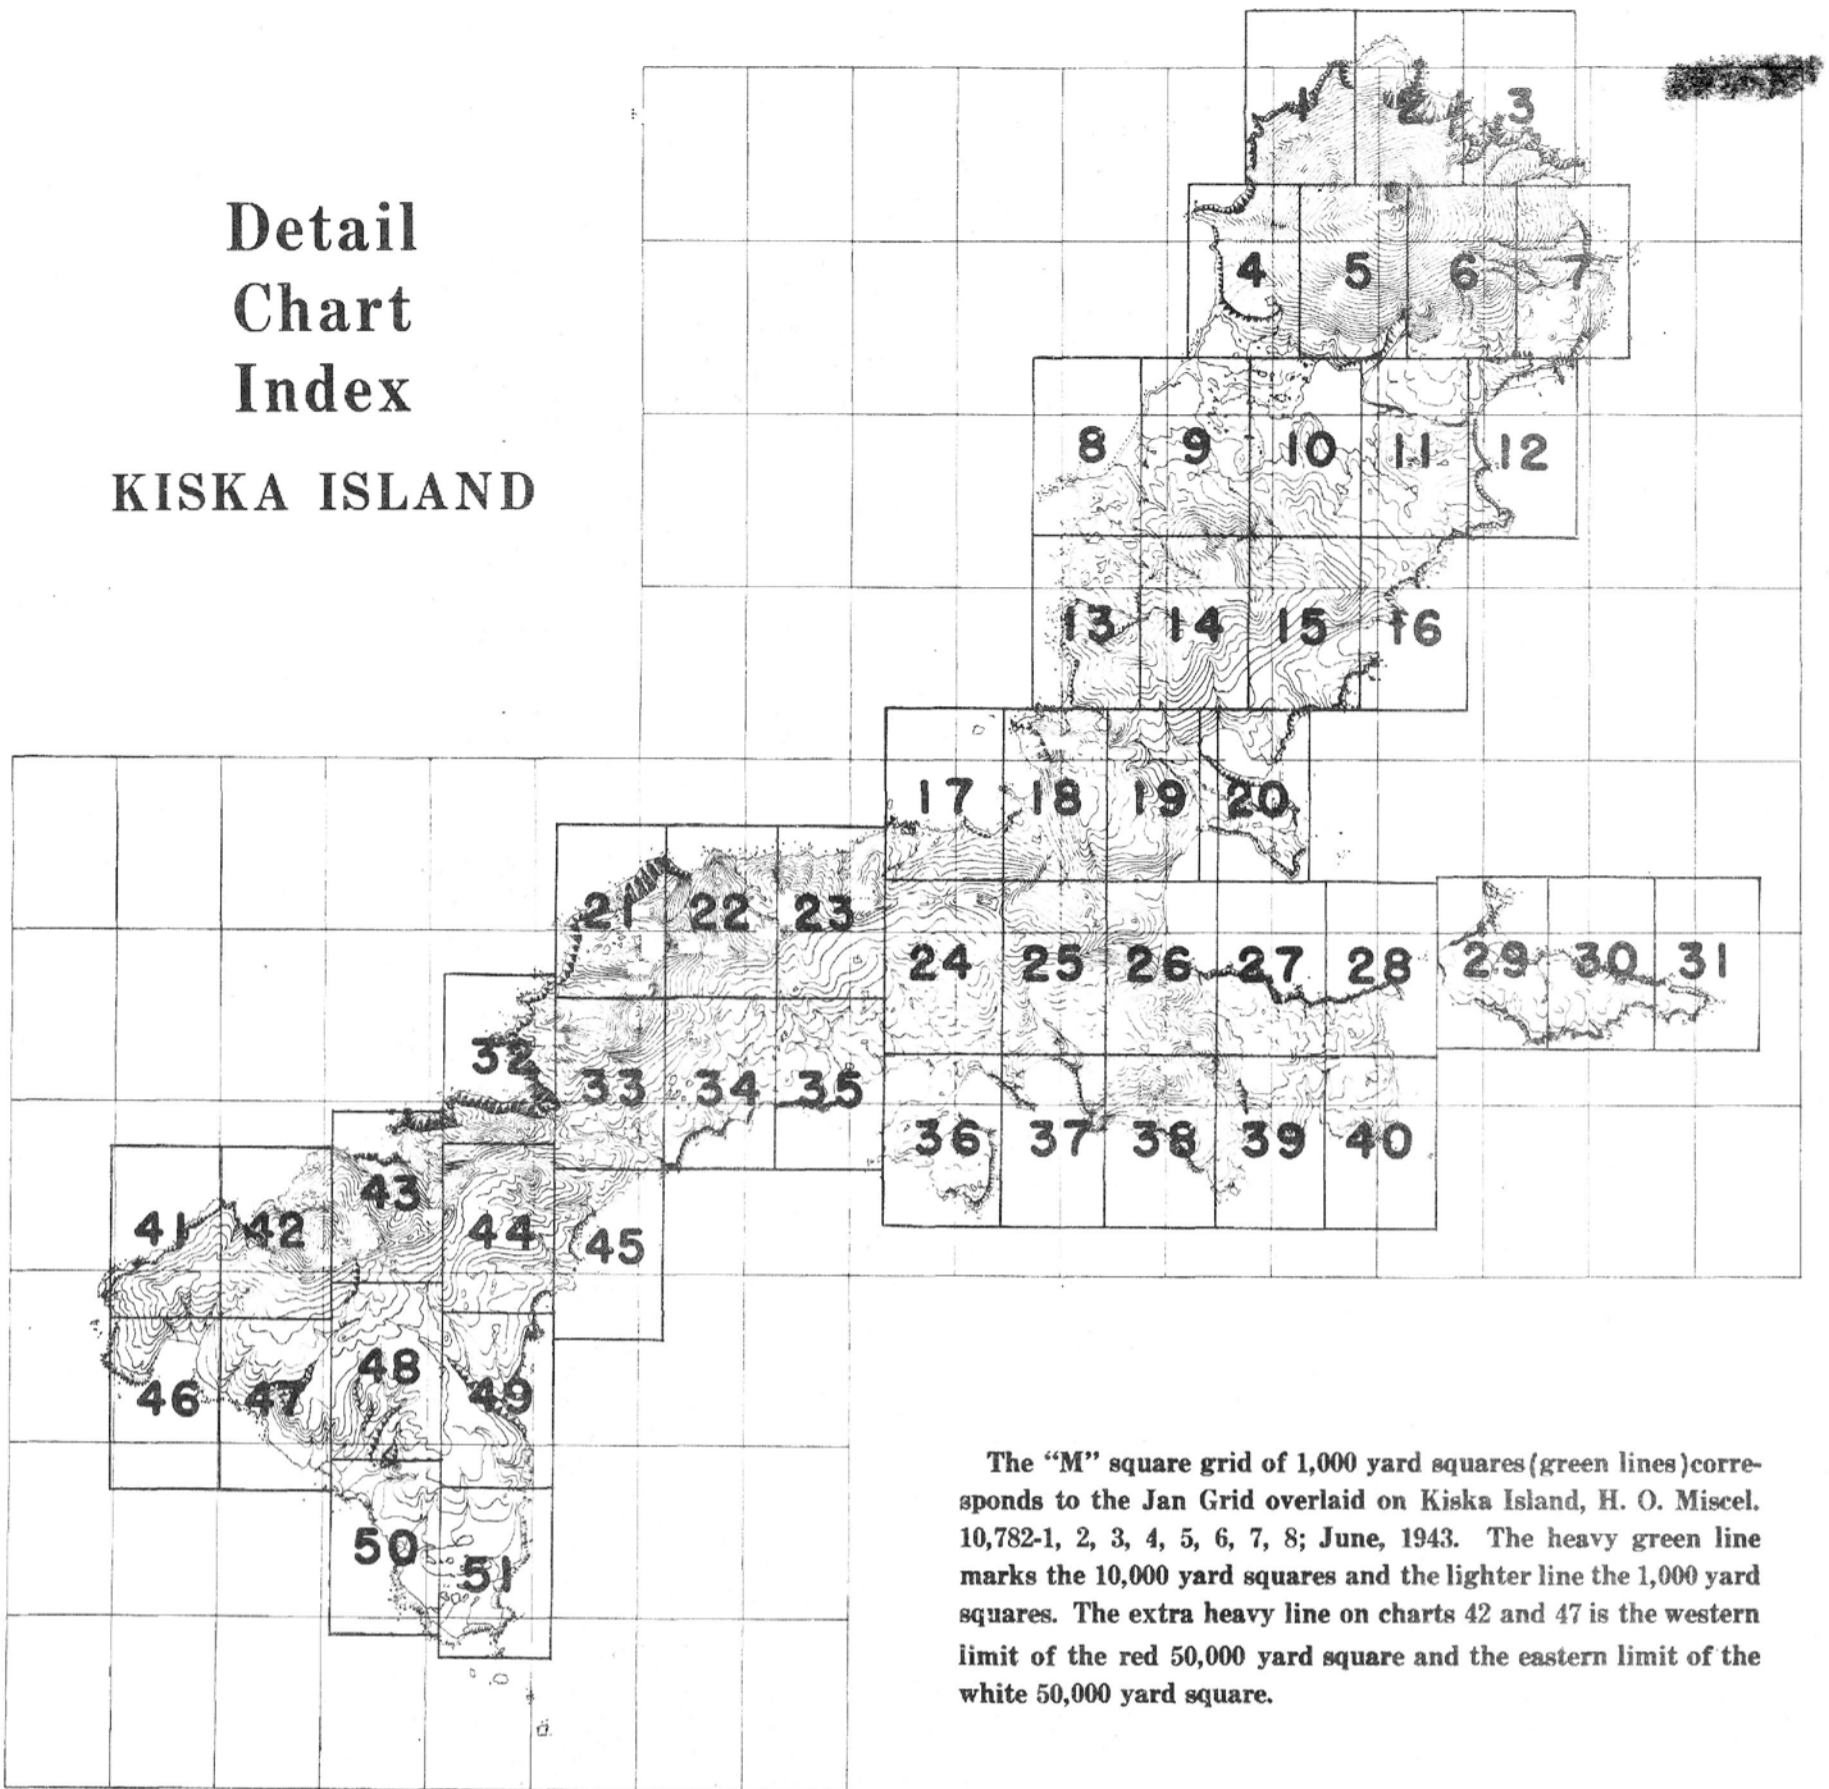 Detail
Chart
Index
KISKA ISLAND
1 2 3
4 5 6 7
8 9 10 11 12
13 14 15 16
17 18 19 20
21 22 23
24 25 26 27 28 29 30 31
32 33 34 35
36 37 38 39 40
41 42 43 44 45
46 47 48 49
50 51
The “M” square grid of 1,000 yard squares (green lines) corre-
sponds to the Jan Grid overlaid on Kiska Island, H. O. Miscel.
10,782-1, 2, 3, 4, 5, 6, 7, 8; June, 1943. The heavy green line
marks the 10,000 yard squares and the lighter line the 1,000 yard
squares. The extra heavy line on charts 42 and 47 is the western
limit of the red 50,000 yard square and the eastern limit of the
white 50,000 yard square.